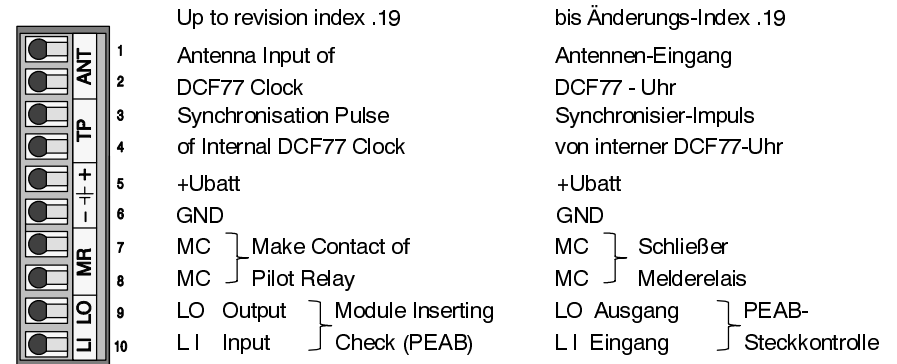 Up to revision index .19 bis Änderungs-Index .19
ANT 1 Antenna Input of Antennen-Eingang
2 DCF77 Clock DCF77 - Uhr
TP 3 Synchronisation Pulse Synchronisier-Impuls
4 of Internal DCF77 Clock von interner DCF77-Uhr
+ 5 +Ubatt +Ubatt
- 6 GND GND
MR 7 MC Make Contact of MC Schließer
8 MC Pilot Relay MC Melderelais
LO 9 LO Output Module Inserting LO Ausgang PEAB-
LI 10 LI Input Check (PEAB) LI Eingang Steckkontrolle